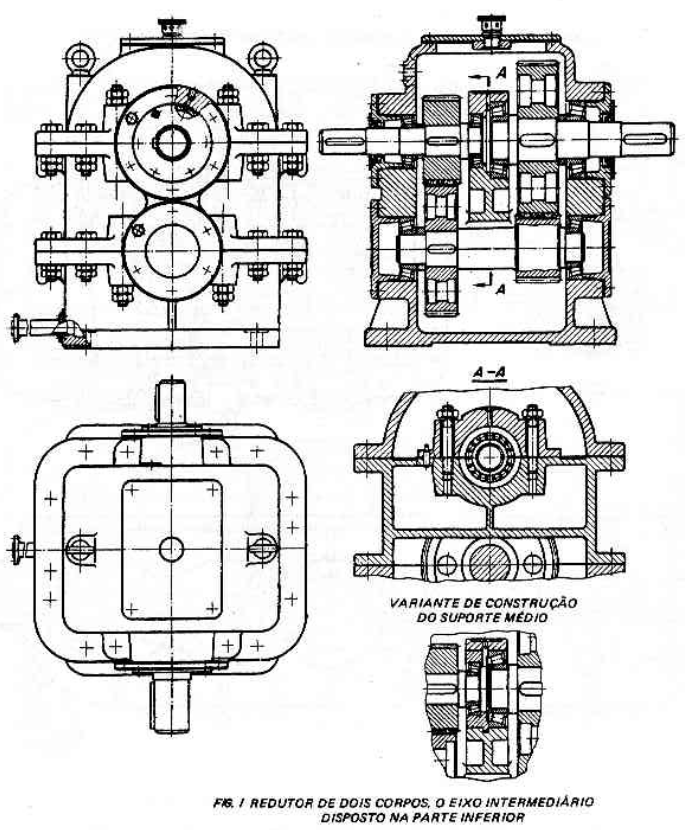 A
A
A-A
VARIANTE DE CONSTRUÇÃO
DO SUPORTE MÉDIO
FIG. 1 REDUTOR DE DOIS CORPOS, O EIXO INTERMEDIÁRIO
DISPOSTO NA PARTE INFERIOR